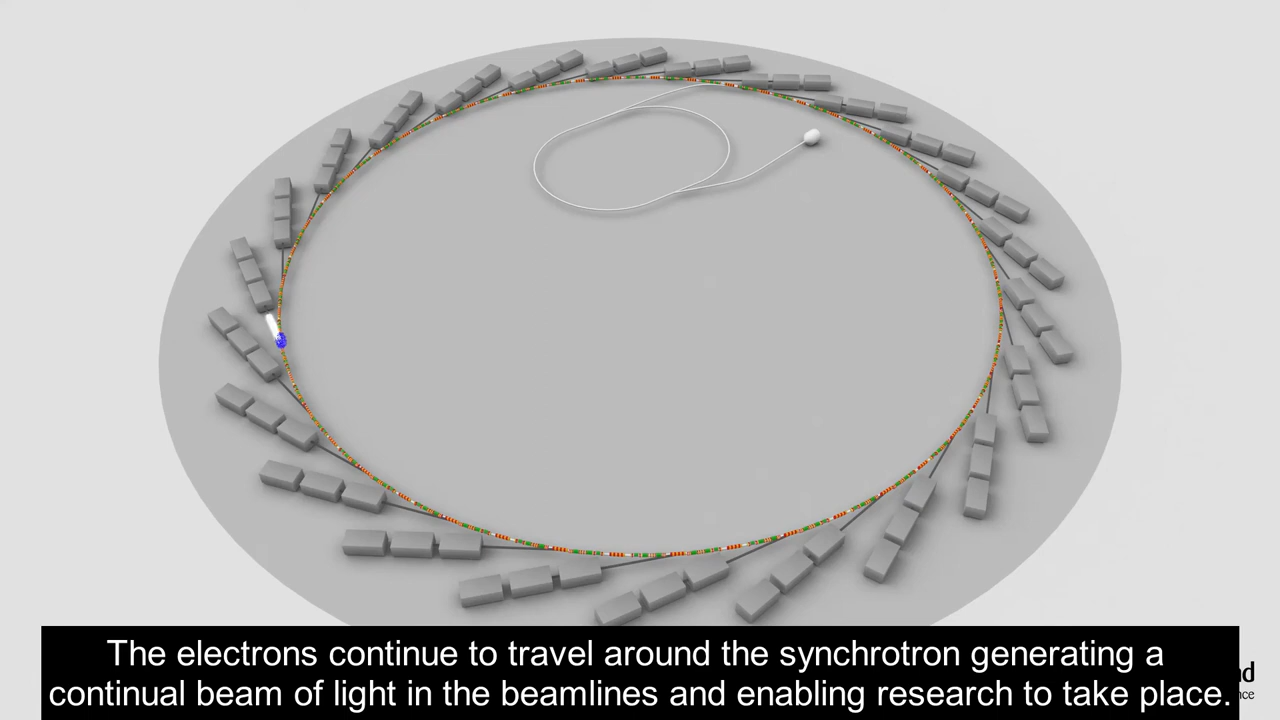 The electrons continue to travel around the synchrotron generating a
continual beam of light in the beamlines and enabling research to take place.